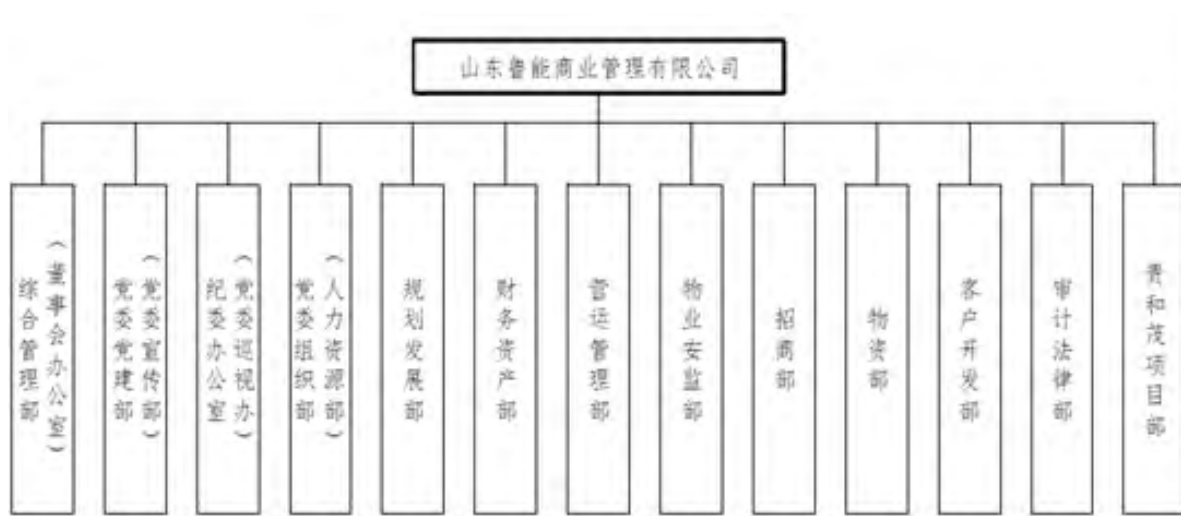 山东鲁能商业管理有限公司
综合管理部
（董事会办公室）
党委党建部
（党委宣传部）
纪委办公室
（党委巡视办）
党委组织部
（人力资源部）
规划发展部
财务资产部
营运管理部
物业安监部
招商部
物资部
客户开发部
审计法律部
贵和茂项目部